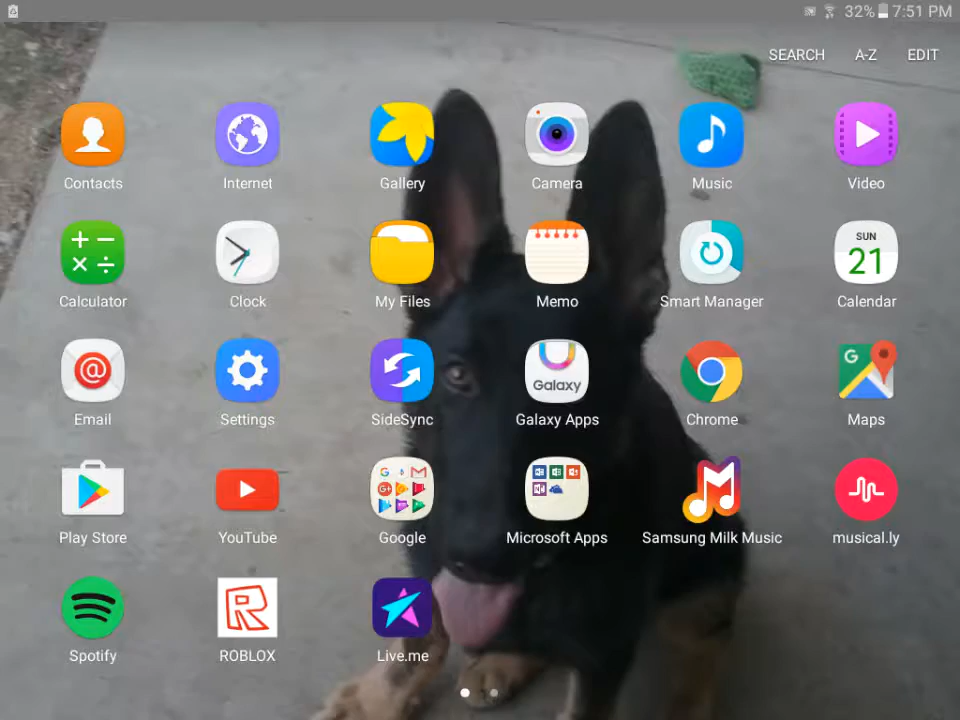 32% 7:51 PM
SEARCH A-Z EDIT
Contacts Internet Gallery Camera Music Video
SUN
21
Calculator Clock My Files Memo Smart Manager Calendar
@ Galaxy G
Email Settings SideSync Galaxy Apps Chrome Maps
Play Store YouTube Google Microsoft Apps Samsung Milk Music musical.ly
R
Spotify ROBLOX Live.me